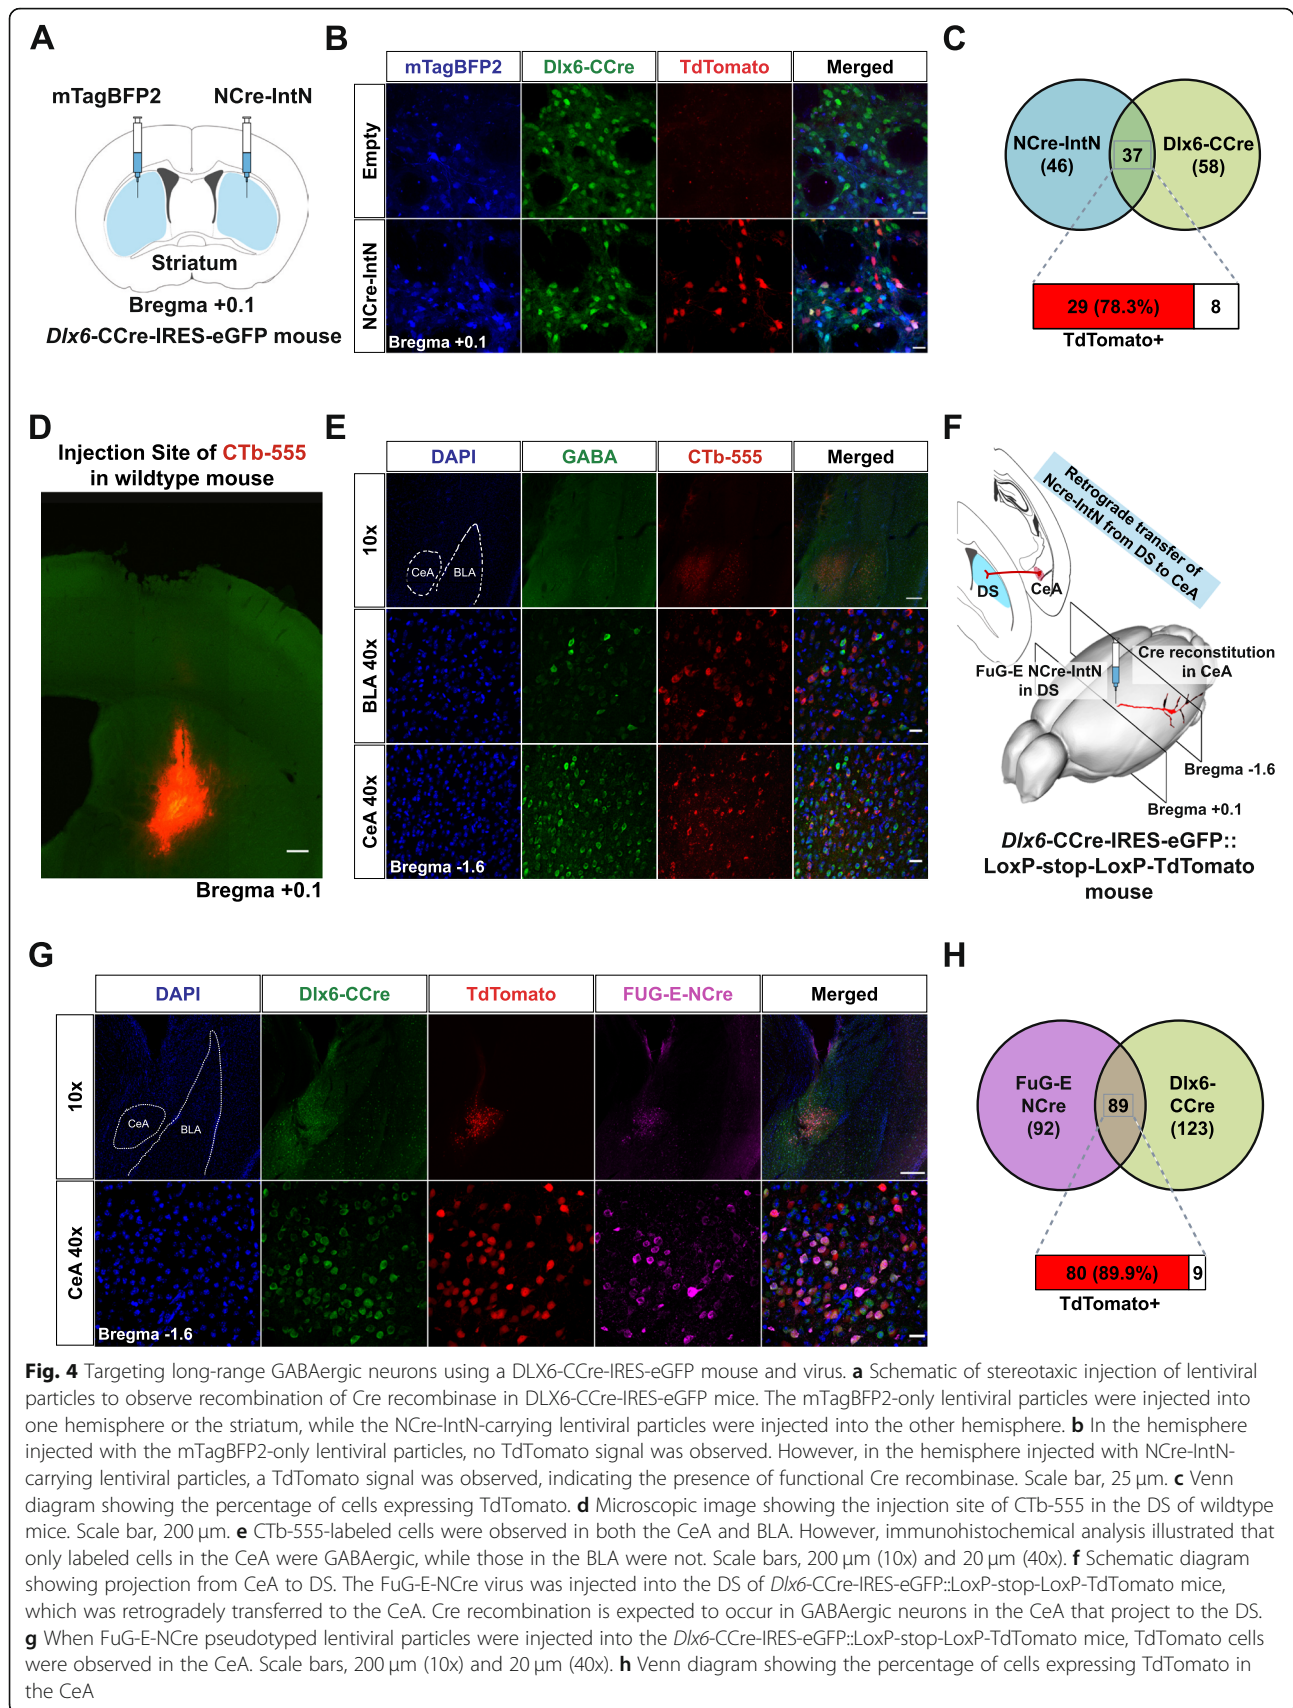 A
mTagBFP2
NCre-IntN
Striatum
Bregma +0.1
Dlx6-CCre-IRES-eGFP mouse
B
mTagBFP2
Dlx6-CCre
TdTomato
Merged
Empty
NCre-IntN
Bregma +0.1
C
NCre-IntN
(46)
37
Dlx6-CCre
(58)
29 (78.3%)
8
TdTomato+
D
Injection Site of CTb-555
in wildtype mouse
Bregma +0.1
E
DAPI
GABA
CTb-555
Merged
10x
CeA
BLA
BLA 40x
CeA 40x
Bregma -1.6
F
Retrograde transfer of
Ncre-IntN from DS to CeA
DS
CeA
FuG-E NCre-IntN
in DS
Cre reconstitution
in CeA
Bregma -1.6
Bregma +0.1
Dlx6-CCre-IRES-eGFP::
LoxP-stop-LoxP-TdTomato
mouse
G
DAPI
Dlx6-CCre
TdTomato
FUG-E-NCre
Merged
10x
CeA
BLA
CeA 40x
Bregma -1.6
H
FuG-E
NCre
(92)
89
Dlx6-
CCre
(123)
80 (89.9%)
9
TdTomato+
Fig. 4 Targeting long-range GABAergic neurons using a DLX6-CCre-IRES-eGFP mouse and virus. a Schematic of stereotaxic injection of lentiviral
particles to observe recombination of Cre recombinase in DLX6-CCre-IRES-eGFP mice. The mTagBFP2-only lentiviral particles were injected into
one hemisphere or the striatum, while the NCre-IntN-carrying lentiviral particles were injected into the other hemisphere. b In the hemisphere
injected with the mTagBFP2-only lentiviral particles, no TdTomato signal was observed. However, in the hemisphere injected with NCre-IntN-
carrying lentiviral particles, a TdTomato signal was observed, indicating the presence of functional Cre recombinase. Scale bar, 25 μm. c Venn
diagram showing the percentage of cells expressing TdTomato. d Microscopic image showing the injection site of CTb-555 in the DS of wildtype
mice. Scale bar, 200 μm. e CTb-555-labeled cells were observed in both the CeA and BLA. However, immunohistochemical analysis illustrated that
only labeled cells in the CeA were GABAergic, while those in the BLA were not. Scale bars, 200 μm (10x) and 20 μm (40x). f Schematic diagram
showing projection from CeA to DS. The FuG-E-NCre virus was injected into the DS of Dlx6-CCre-IRES-eGFP::LoxP-stop-LoxP-TdTomato mice,
which was retrogradely transferred to the CeA. Cre recombination is expected to occur in GABAergic neurons in the CeA that project to the DS.
g When FuG-E-NCre pseudotyped lentiviral particles were injected into the Dlx6-CCre-IRES-eGFP::LoxP-stop-LoxP-TdTomato mice, TdTomato cells
were observed in the CeA. Scale bars, 200 μm (10x) and 20 μm (40x). h Venn diagram showing the percentage of cells expressing TdTomato in
the CeA